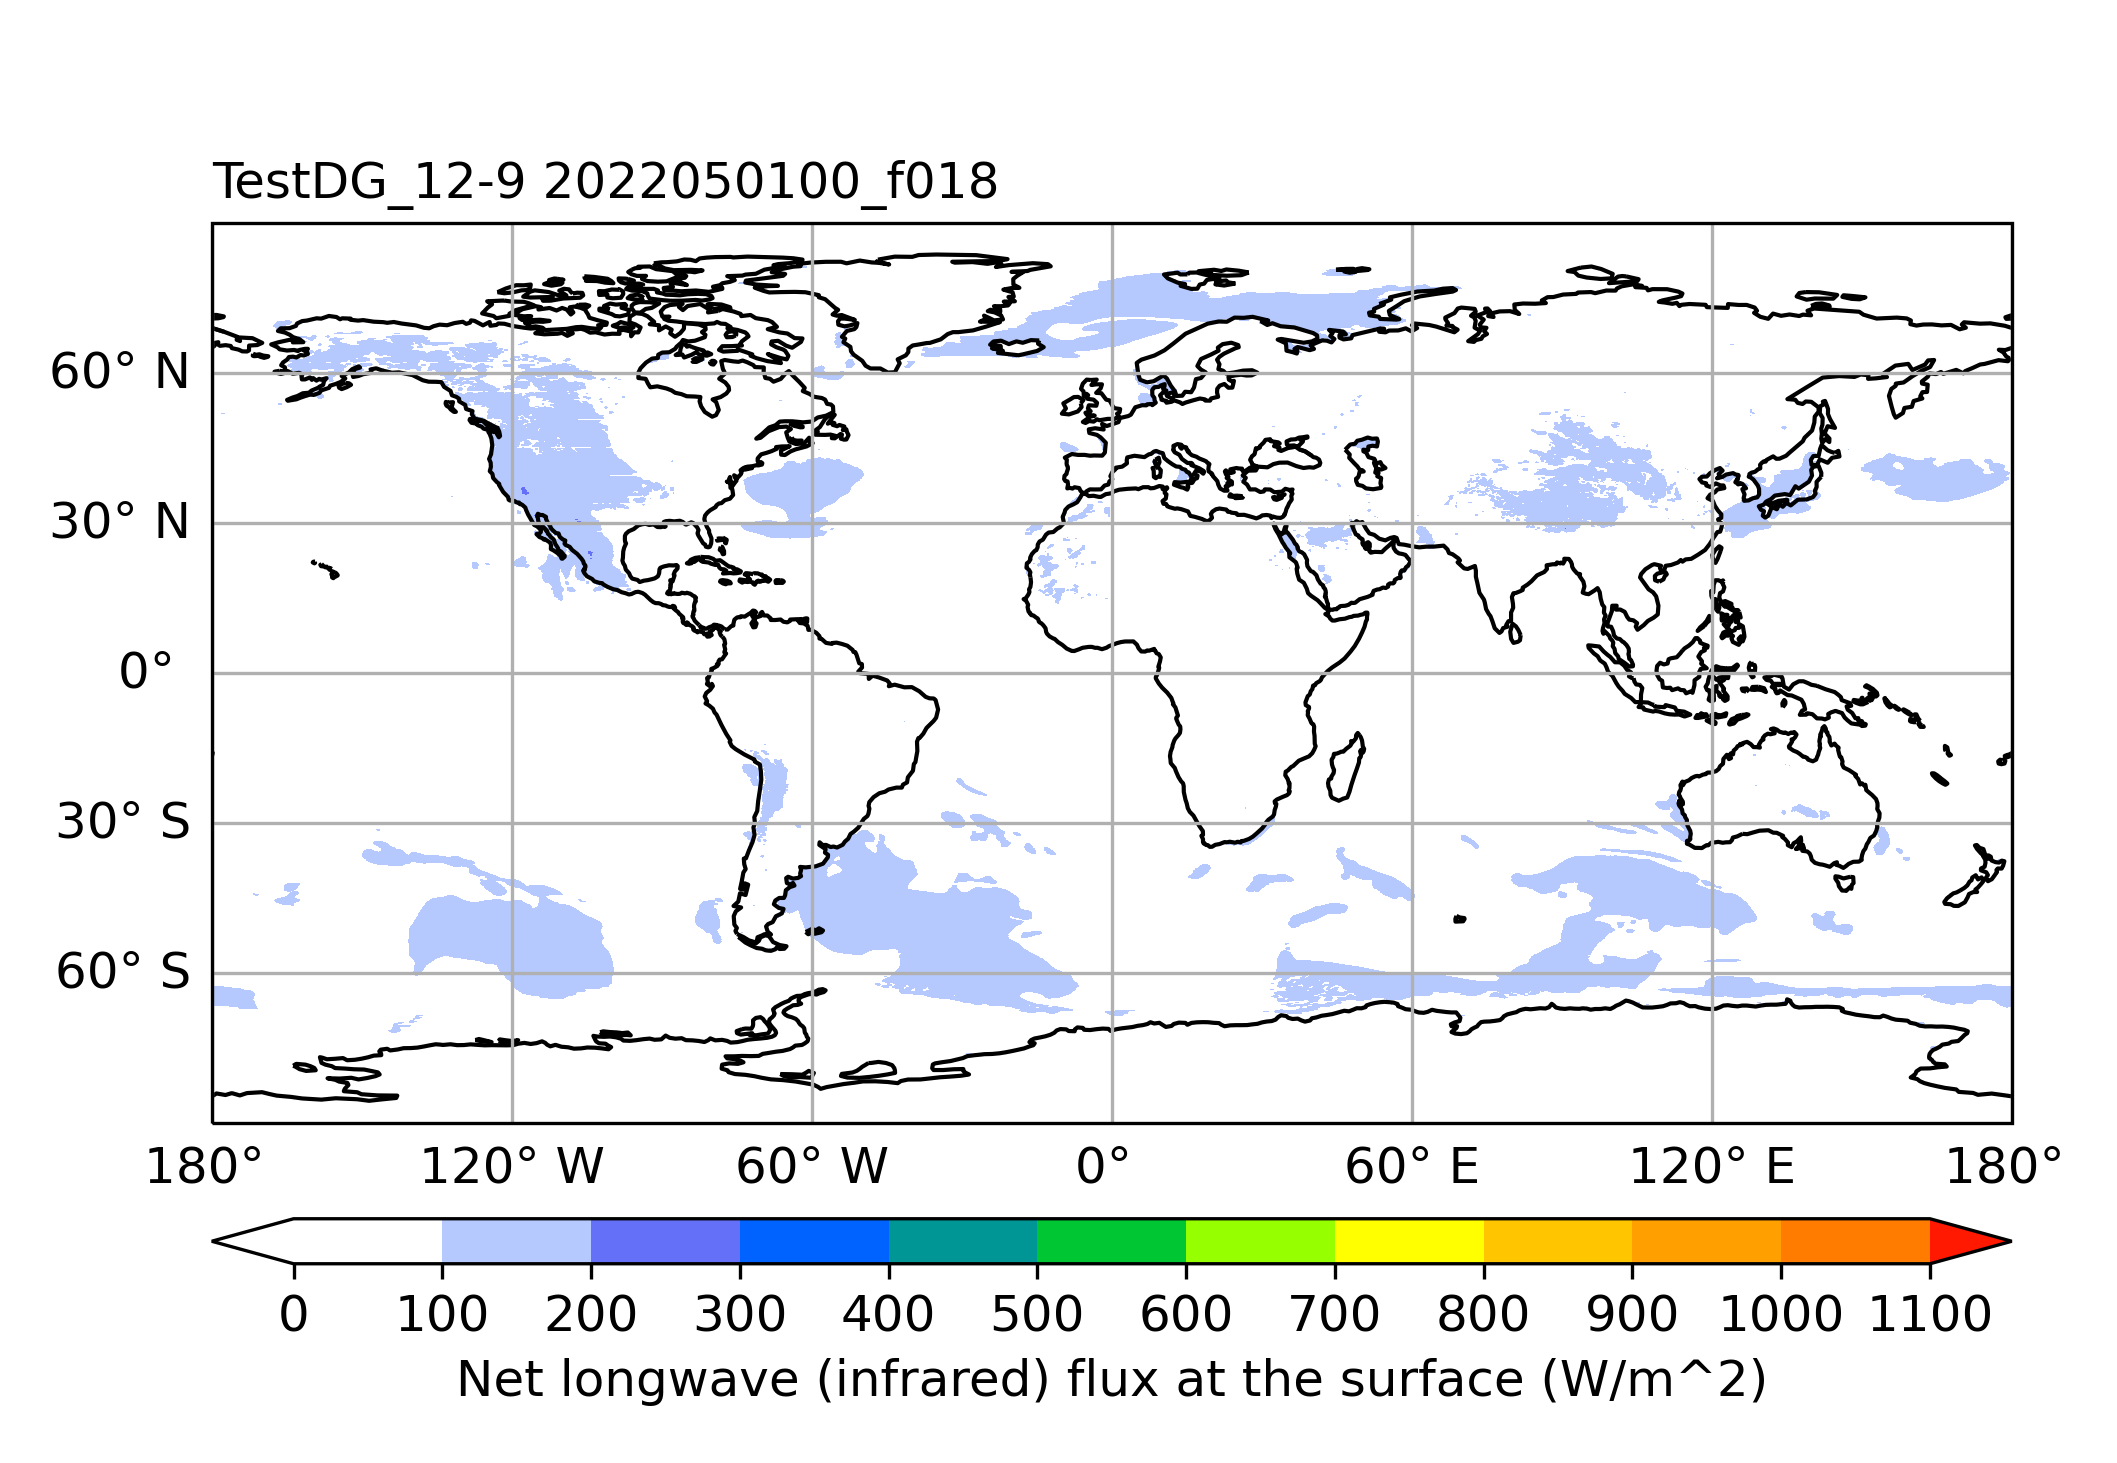 TestDG_12-9 2022050100_f018
60° N
30° N
0°
30° S
60° S
180° 120° W 60° W 0° 60° E 120° E 180°
0 100 200 300 400 500 600 700 800 900 1000 1100
Net longwave (infrared) flux at the surface (W/m^2)